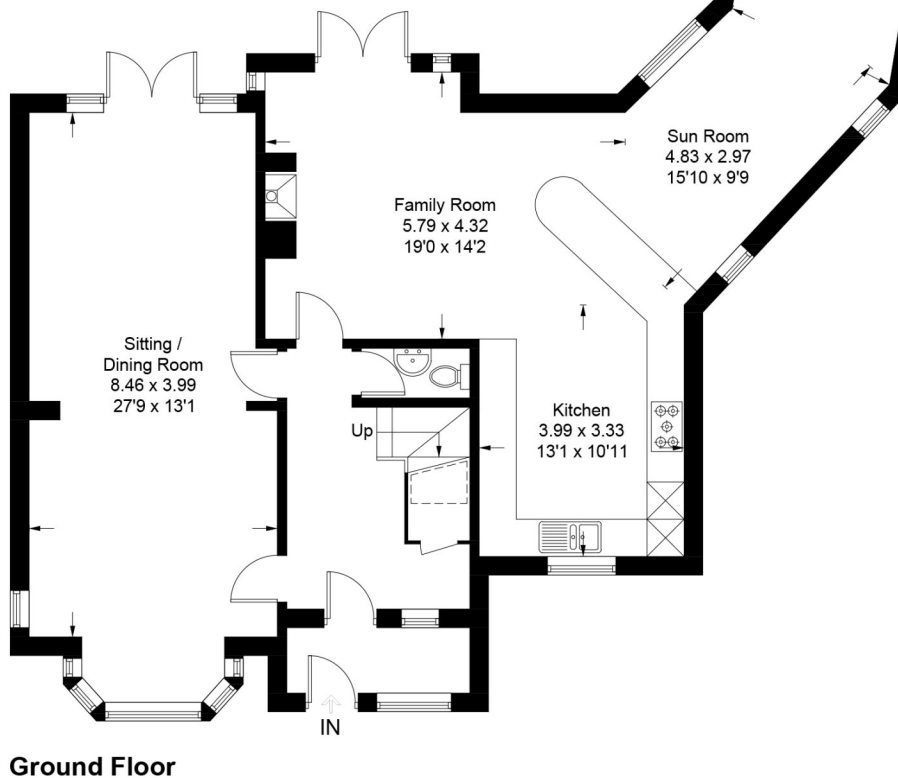 Sun Room
4.83 x 2.97
15'10 x 9'9
Family Room
5.79 x 4.32
19'0 x 14'2
Sitting /
Dining Room
8.46 x 3.99
27'9 x 13'1
Up
Kitchen
3.99 x 3.33
13'1 x 10'11
IN
Ground Floor